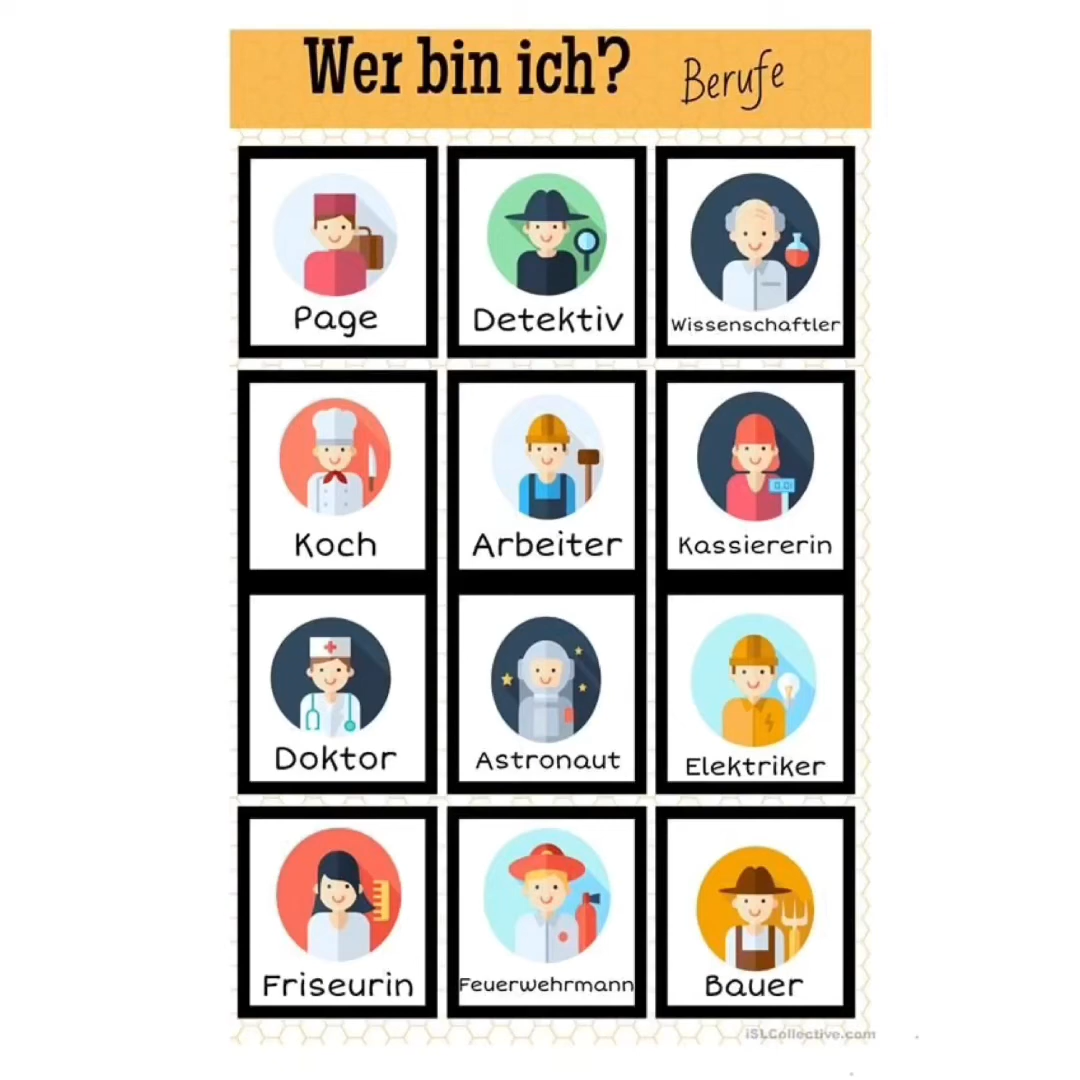 Wer bin ich? Berufe
Page
Detektiv
Wissenschaftler
Koch
Arbeiter
Kassiererin
Doktor
Astronaut
Elektriker
Friseurin
Feuerwehrmann
Bauer
iSLCollective.com